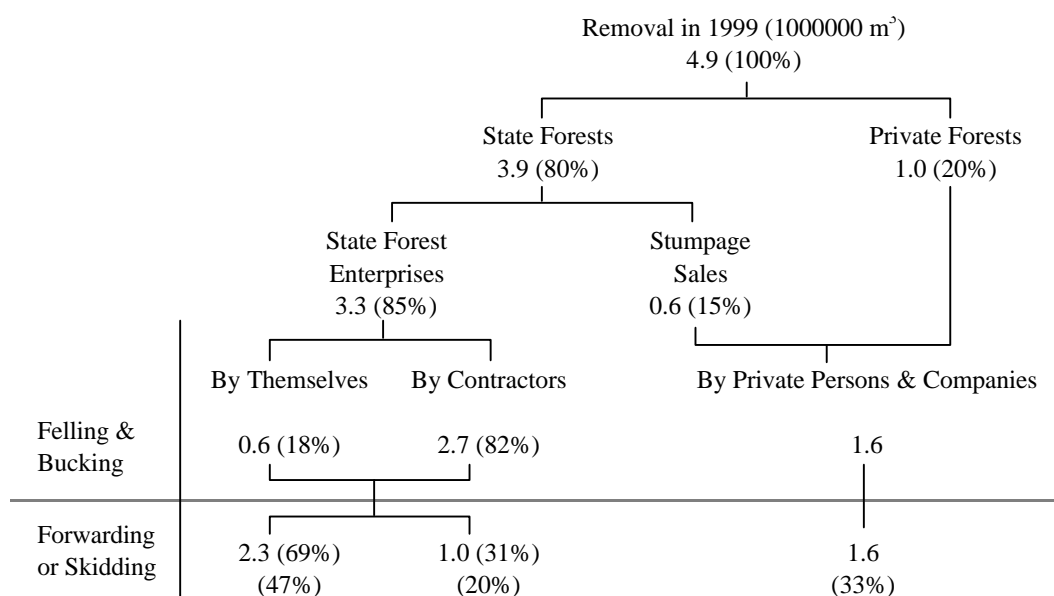 Removal in 1999 (1000000 m³)
4.9 (100%)
State Forests
3.9 (80%)
Private Forests
1.0 (20%)
State Forest
Enterprises
3.3 (85%)
Stumpage
Sales
0.6 (15%)
By Themselves
By Contractors
By Private Persons & Companies
Felling &
Bucking
0.6 (18%)
2.7 (82%)
1.6
Forwarding
or Skidding
2.3 (69%)
(47%)
1.0 (31%)
(20%)
1.6
(33%)